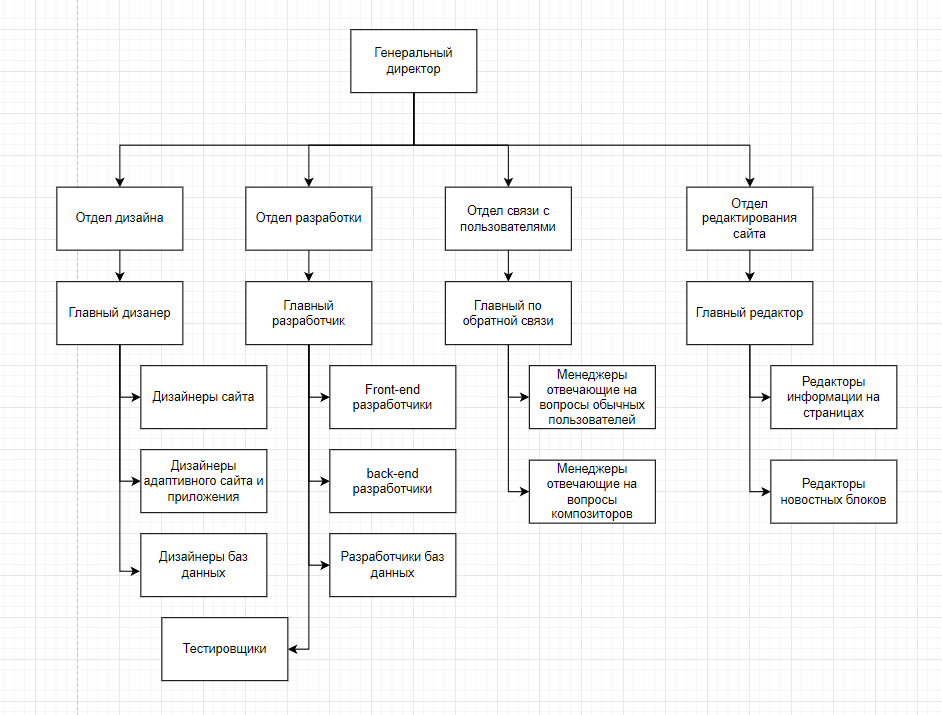 Генеральный
директор
Отдел дизайна
Отдел разработки
Отдел связи с
пользователями
Отдел
редактирования
сайта
Главный дизанер
Главный
разработчик
Главный по
обратной связи
Главный редактор
Дизайнеры сайта
Front-end
разработчики
Менеджеры
отвечающие на
вопросы обычных
пользователей
Редакторы
информации на
страницах
Дизайнеры
адаптивного сайта и
приложения
back-end
разработчики
Менеджеры
отвечающие на
вопросы
композиторов
Редакторы
новостных блоков
Дизайнеры баз
данных
Разработчики баз
данных
Тестировщики